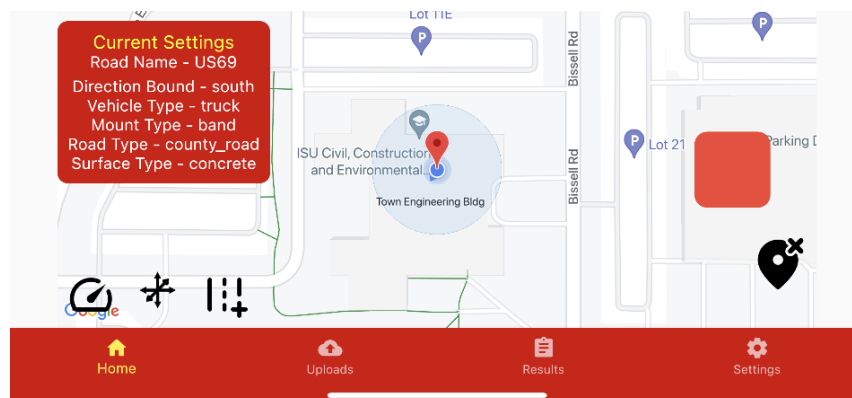 Current Settings
Road Name - US69
Direction Bound - south
Vehicle Type - truck
Mount Type - band
Road Type - county_road
Surface Type - concrete
Lot 11E
P
P
Bissell Rd
ISU Civil, Construction
and Environmental...
Town Engineering Bldg
Bissell Rd
P
Lot 21
Parking D
Google
Home
Uploads
Results
Settings